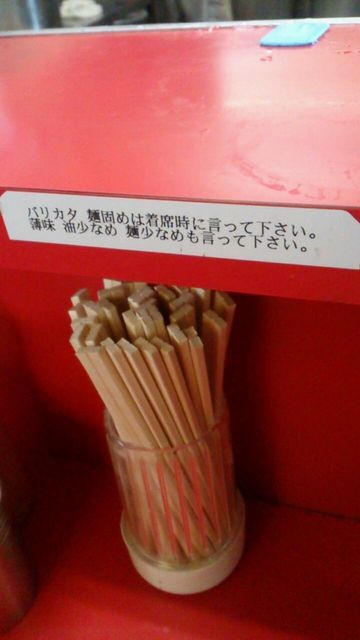 バリカタ 麺固めは着席時に言って下さい。
薄味 油少なめ 麺少なめも言って下さい。